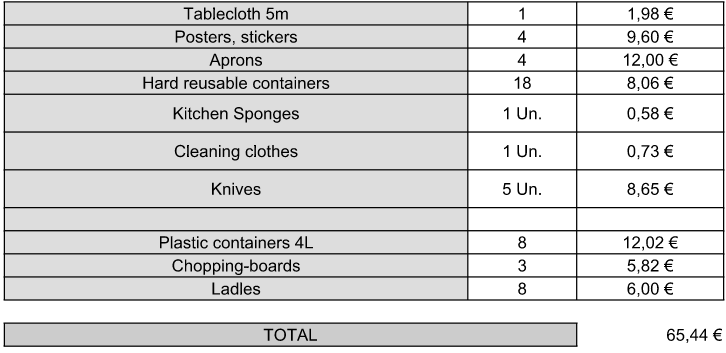 Tablecloth 5m 1 1,98 €
Posters, stickers 4 9,60 €
Aprons 4 12,00 €
Hard reusable containers 18 8,06 €
Kitchen Sponges 1 Un. 0,58 €
Cleaning clothes 1 Un. 0,73 €
Knives 5 Un. 8,65 €
Plastic containers 4L 8 12,02 €
Chopping-boards 3 5,82 €
Ladles 8 6,00 €
TOTAL 65,44 €